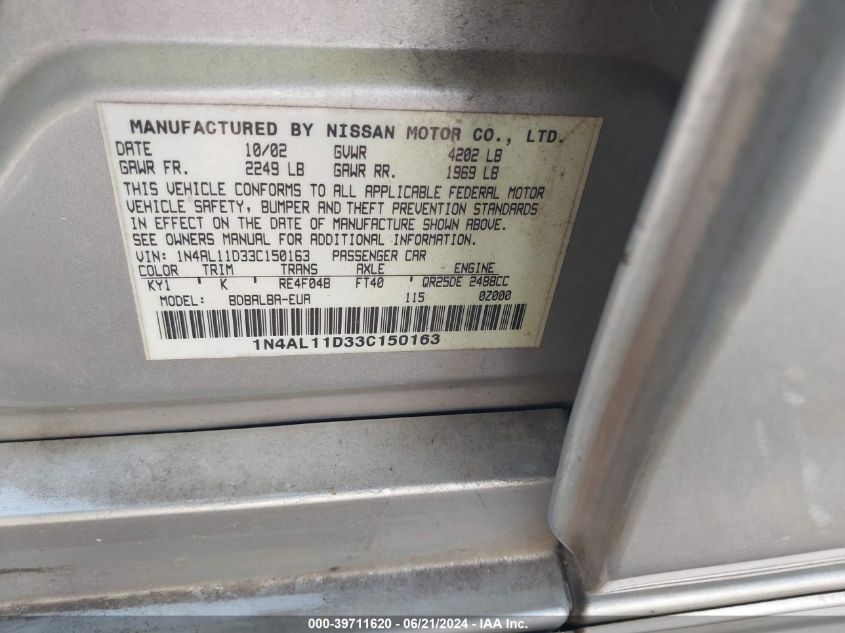 MANUFACTURED BY NISSAN MOTOR CO., LTD.
DATE 10/02 GVWR 4202 LB
GAWR FR. 2249 LB GAWR RR. 1969 LB
THIS VEHICLE CONFORMS TO ALL APPLICABLE FEDERAL MOTOR
VEHICLE SAFETY, BUMPER AND THEFT PREVENTION STANDARDS
IN EFFECT ON THE DATE OF MANUFACTURE SHOWN ABOVE.
SEE OWNERS MANUAL FOR ADDITIONAL INFORMATION.
VIN: 1N4AL11D33C150163 PASSENGER CAR
COLOR TRIM TRANS AXLE ENGINE
KY1 K RE4F04B FT40 QR25DE 2488CC
MODEL: BDBALBA-EUA 115 0Z000
1N4AL11D33C150163
000-39711620 / 06/21/2024 / © IAA Inc.